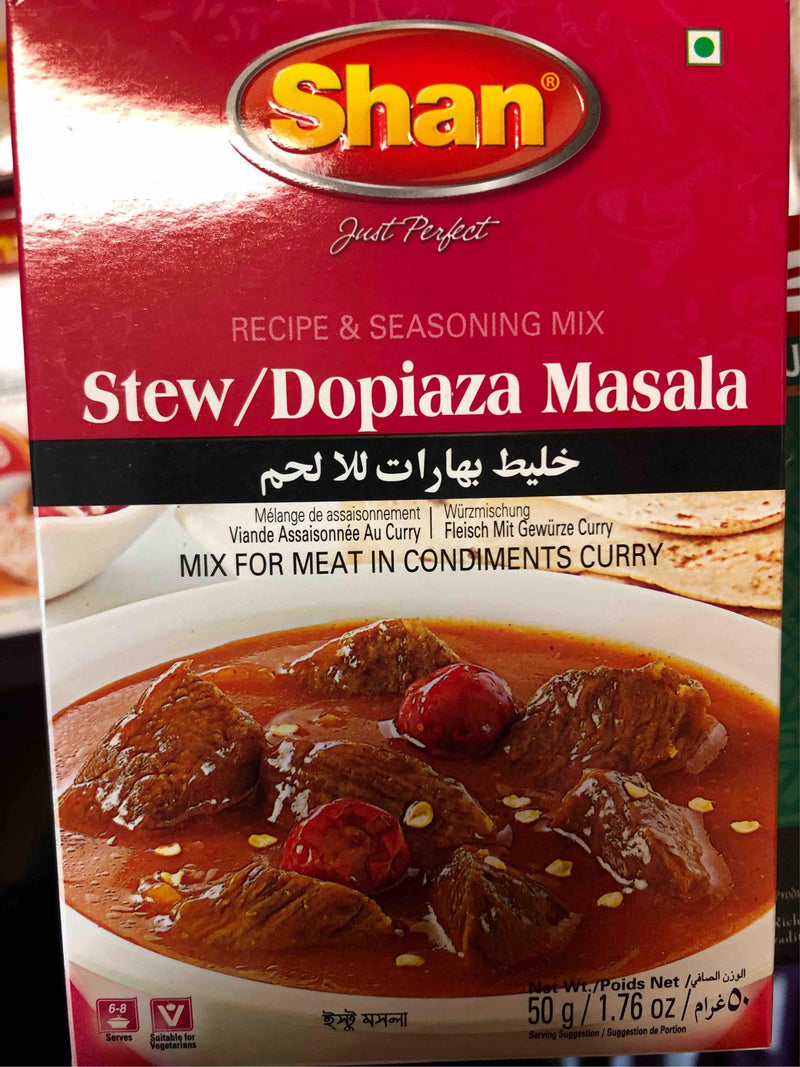 Shan®
Just Perfect
RECIPE & SEASONING MIX
Stew/Dopiaza Masala
خليط بهارات للا لحم
Mélange de assaisonnement
Viande Assaisonnée Au Curry
Würzmischung
Fleisch Mit Gewürze Curry
MIX FOR MEAT IN CONDIMENTS CURRY
6-8
Serves
V
Suitable for
Vegetarians
ইস্টু মসলা
Net Wt./Poids Net /الوزن الصافي
50 g / 1.76 oz / ٥٠ غرام
Serving Suggestion / Suggestion de Portion